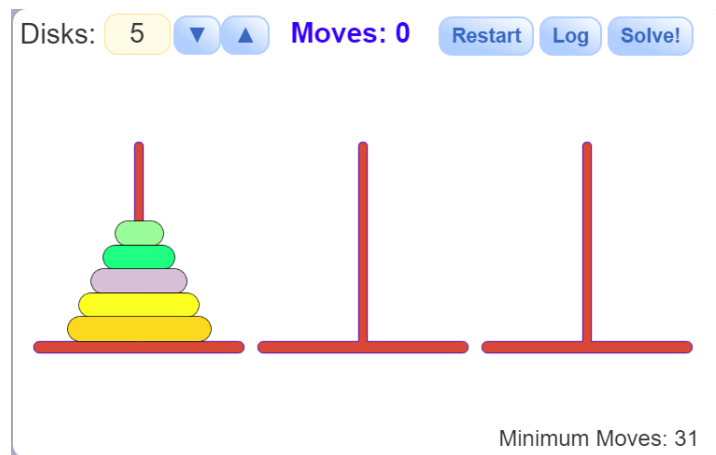 Disks: 5 ▼ ▲ Moves: 0 Restart Log Solve!
Minimum Moves: 31